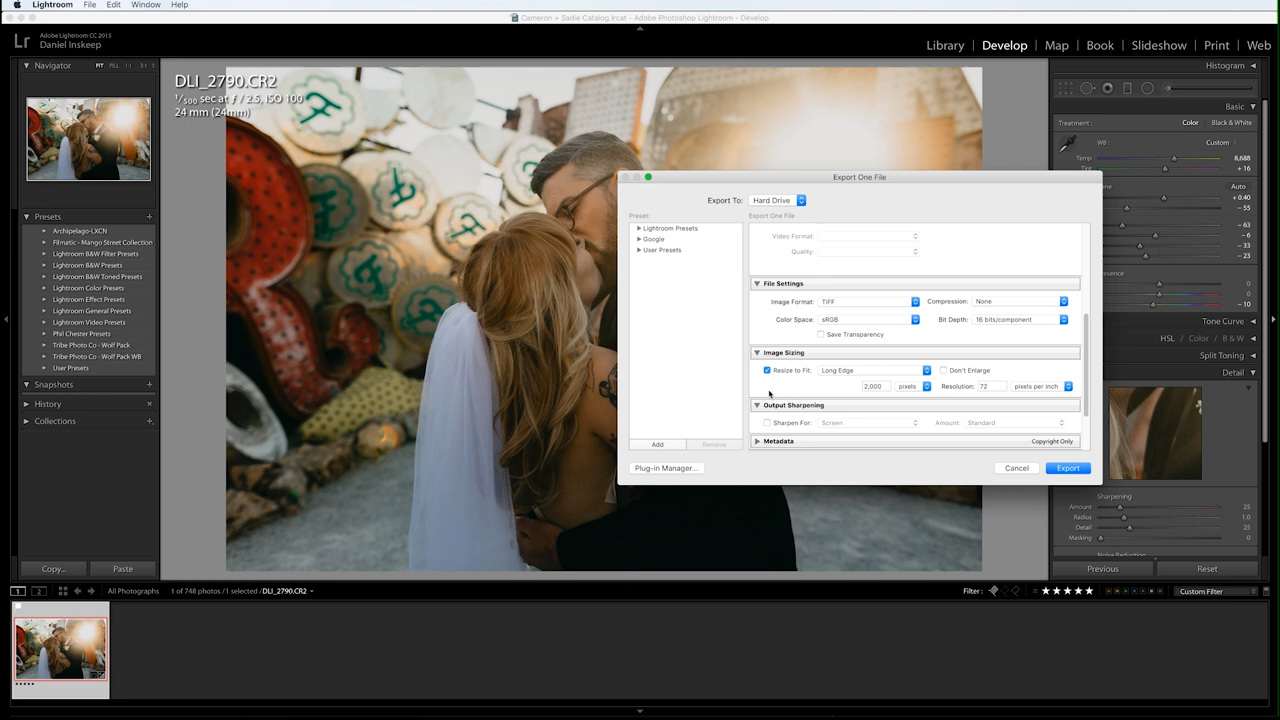 Lightroom File Edit Window Help
Cameron + Sadie Catalog.lrcat - Adobe Photoshop Lightroom - Develop
Lr Adobe Lightroom CC 2015
Daniel Inskeep
Library | Develop | Map | Book | Slideshow | Print | Web
Navigator FIT FILL 1:1 3:1
Histogram
DLI_2790.CR2
1/500 sec at f / 2.5, ISO 100
24 mm (24mm)
Basic
Treatment: Color Black & White
WB: Custom
Temp 8,688
Tint + 16
Auto
+ 0.40
− 55
− 63
− 6
− 33
− 23
0
0
− 10
Presets +
Archipelago-LXCN
Filmatic - Mango Street Collection
Lightroom B&W Filter Presets
Lightroom B&W Presets
Lightroom B&W Toned Presets
Lightroom Color Presets
Lightroom Effect Presets
Lightroom General Presets
Lightroom Video Presets
Phil Chester Presets
Tribe Photo Co - Wolf Pack
Tribe Photo Co - Wolf Pack WB
User Presets
Snapshots +
History ×
Collections +
Copy... Paste
Export One File
Export To: Hard Drive
Preset:
Lightroom Presets
Google
User Presets
Add Remove
Plug-in Manager...
Export One File
Video Format:
Quality:
File Settings
Image Format: TIFF Compression: None
Color Space: sRGB Bit Depth: 16 bits/component
Save Transparency
Image Sizing
Resize to Fit: Long Edge Don't Enlarge
2,000 pixels Resolution: 72 pixels per inch
Output Sharpening
Sharpen For: Screen Amount: Standard
Metadata Copyright Only
Cancel Export
Tone Curve
HSL / Color / B & W
Split Toning
Detail
Sharpening
Amount 25
Radius 1.0
Detail 25
Masking 0
Noise Reduction
Previous Reset
1 2 All Photographs 1 of 748 photos / 1 selected / DLI_2790.CR2
Filter: Custom Filter